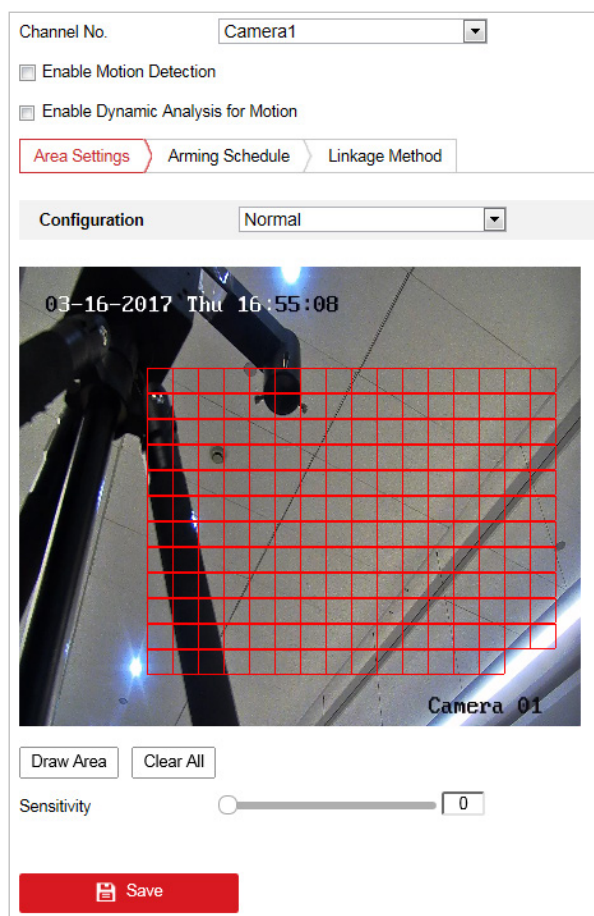 Channel No. Camera1
Enable Motion Detection
Enable Dynamic Analysis for Motion
Area Settings Arming Schedule Linkage Method
Configuration Normal
03-16-2017 Thu 16:55:08
Camera 01
Draw Area Clear All
Sensitivity 0
Save